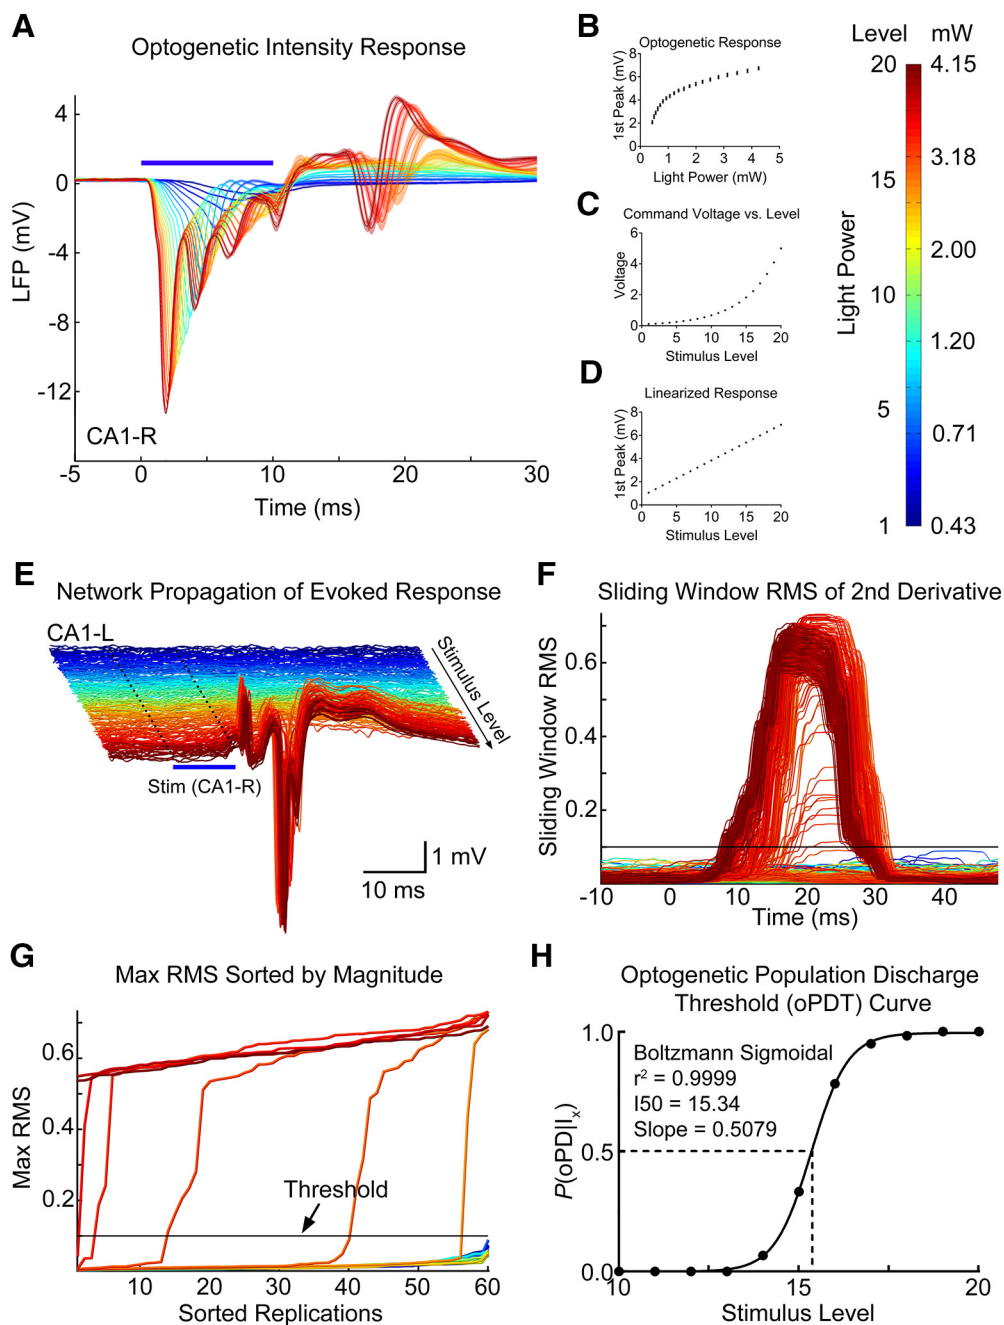 A
Optogenetic Intensity Response
LFP (mV)
4
0
-4
-8
-12
CA1-R
-5
0
10
20
30
Time (ms)
B
Optogenetic Response
1st Peak (mV)
8
6
4
2
0
0
1
2
3
4
5
Light Power (mW)
C
Command Voltage vs. Level
Voltage
6
4
2
0
0
5
10
15
20
Stimulus Level
D
Linearized Response
1st Peak (mV)
8
6
4
2
0
0
5
10
15
20
Stimulus Level
Level
mW
Light Power
20
4.15
15
3.18
2.00
10
1.20
5
0.71
1
0.43
E
Network Propagation of Evoked Response
CA1-L
Stimulus Level
Stim (CA1-R)
1 mV
10 ms
F
Sliding Window RMS of 2nd Derivative
Sliding Window RMS
0.6
0.4
0.2
-10
0
10
20
30
40
Time (ms)
G
Max RMS Sorted by Magnitude
Max RMS
0.6
0.4
0.2
Threshold
10
20
30
40
50
60
Sorted Replications
H
Optogenetic Population Discharge
Threshold (oPDT) Curve
P(oPD|Ix)
1.0
0.5
0.0
Boltzmann Sigmoidal
r² = 0.9999
I50 = 15.34
Slope = 0.5079
10
15
20
Stimulus Level